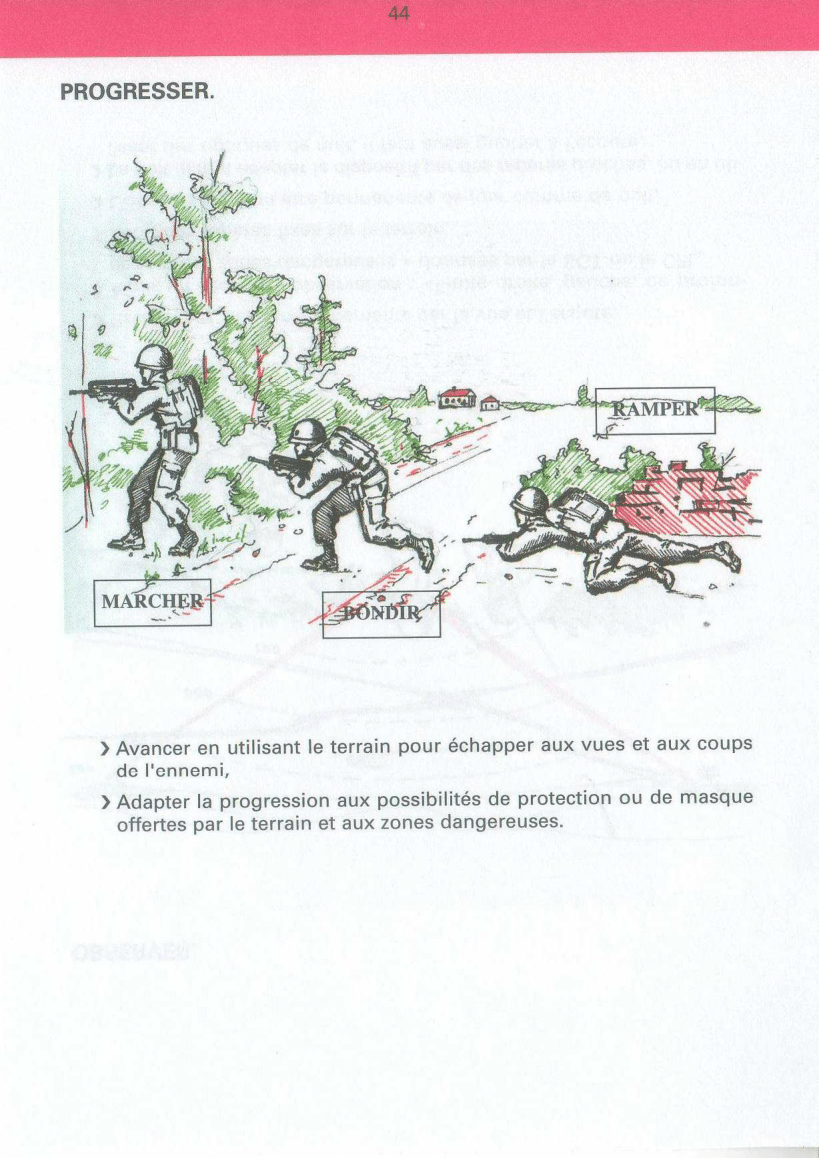 44
PROGRESSER.
RAMPER
MARCHER
BONDIR
❯ Avancer en utilisant le terrain pour échapper aux vues et aux coups
de l'ennemi,
❯ Adapter la progression aux possibilités de protection ou de masque
offertes par le terrain et aux zones dangereuses.